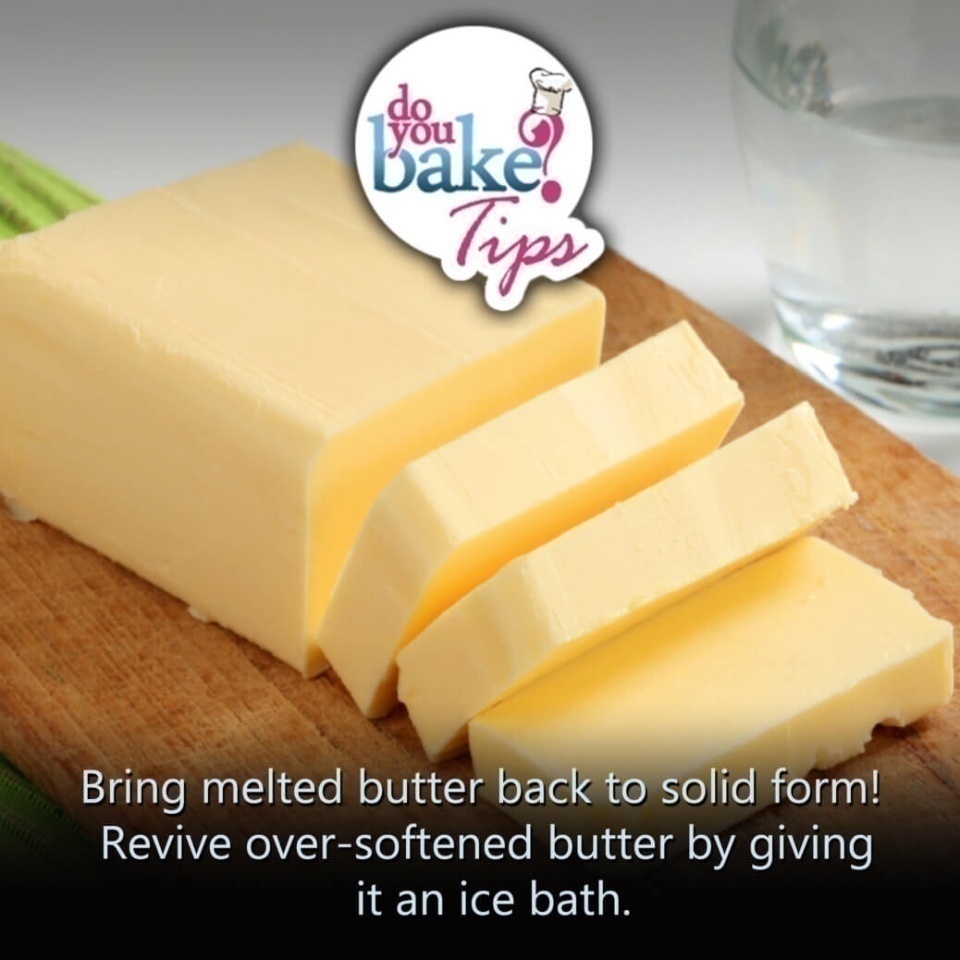 do
you
bake?
Tips
Bring melted butter back to solid form!
Revive over-softened butter by giving
it an ice bath.